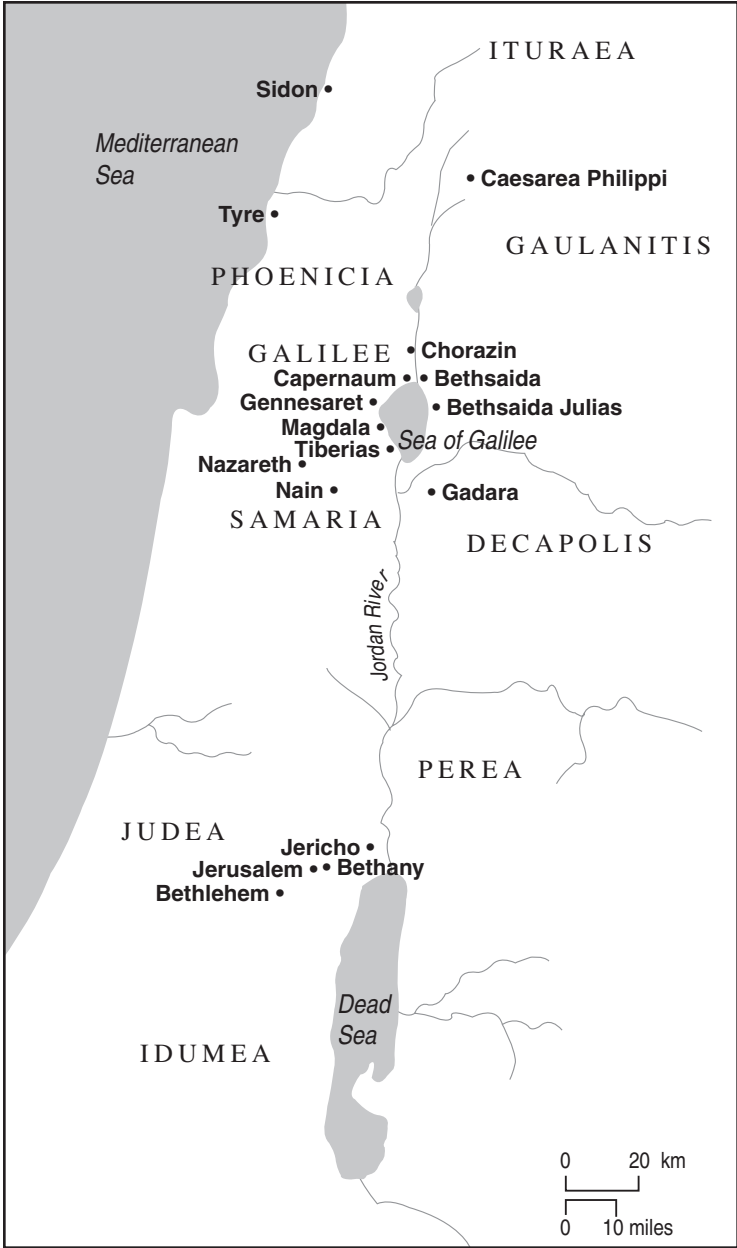 ITURAEA
Sidon
Mediterranean
Sea
Caesarea Philippi
Tyre
GAULANITIS
PHOENICIA
GALILEE
Chorazin
Capernaum
Bethsaida
Gennesaret
Bethsaida Julias
Magdala
Sea of Galilee
Tiberias
Nazareth
Nain
Gadara
SAMARIA
DECAPOLIS
Jordan River
PEREA
JUDEA
Jericho
Jerusalem
Bethany
Bethlehem
Dead
Sea
IDUMEA
0 20 km
0 10 miles